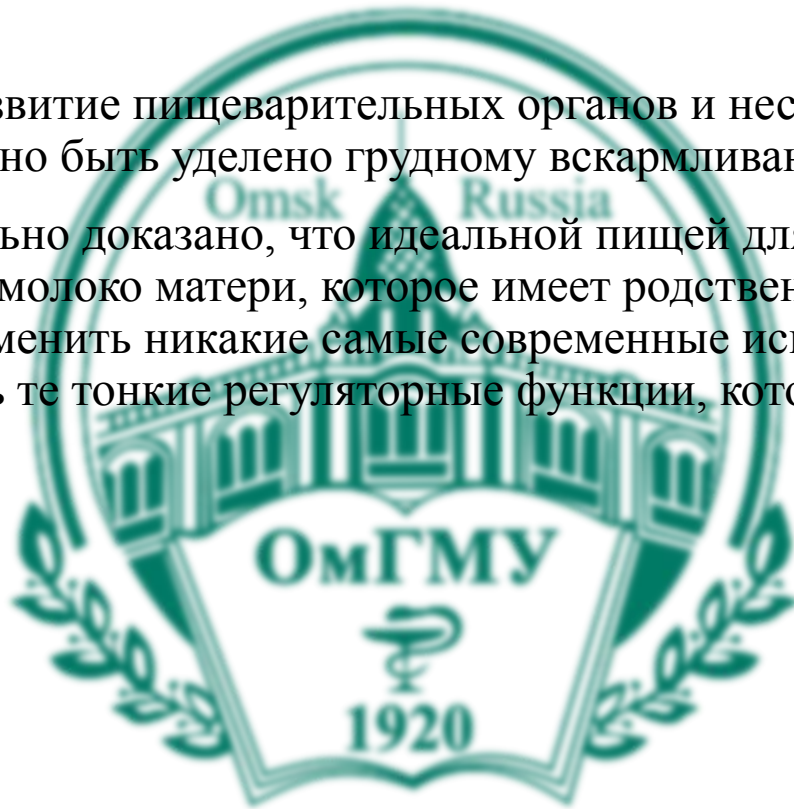 звитие пищеварительных органов и нес
но быть уделено грудному вскармливан
Omsk Russia
ьно доказано, что идеальной пищей для
молоко матери, которое имеет родствен
менить никакие самые современные ис
ь те тонкие регуляторные функции, кото
ОмГМУ
1920